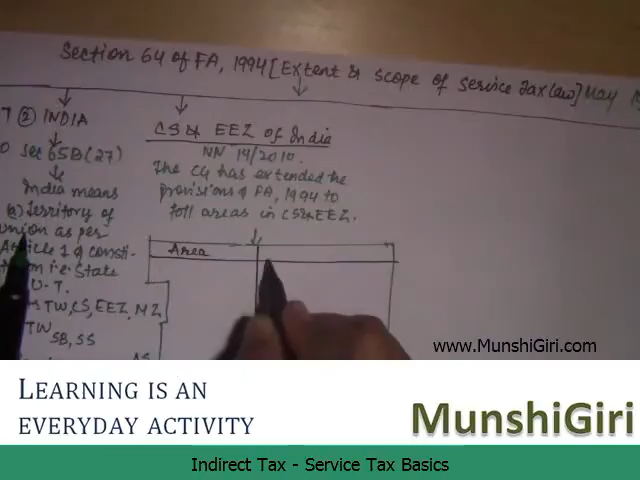 Section 64 of FA, 1994 [Extent & scope of service tax (law)] May
② INDIA
CS & EEZ of India
NN 14/2010.
Sec 65B(27)
The CG has extended the
India means
provisions of FA, 1994 to
(a) Territory of
foll areas in CS & EEZ.
Union as per
Article 1 of consti-
i.e. State
U.T.
Area
TW, CS, EEZ, MZ
TW
SB, SS
www.MunshiGiri.com
LEARNING IS AN
EVERYDAY ACTIVITY
MunshiGiri
Indirect Tax - Service Tax Basics